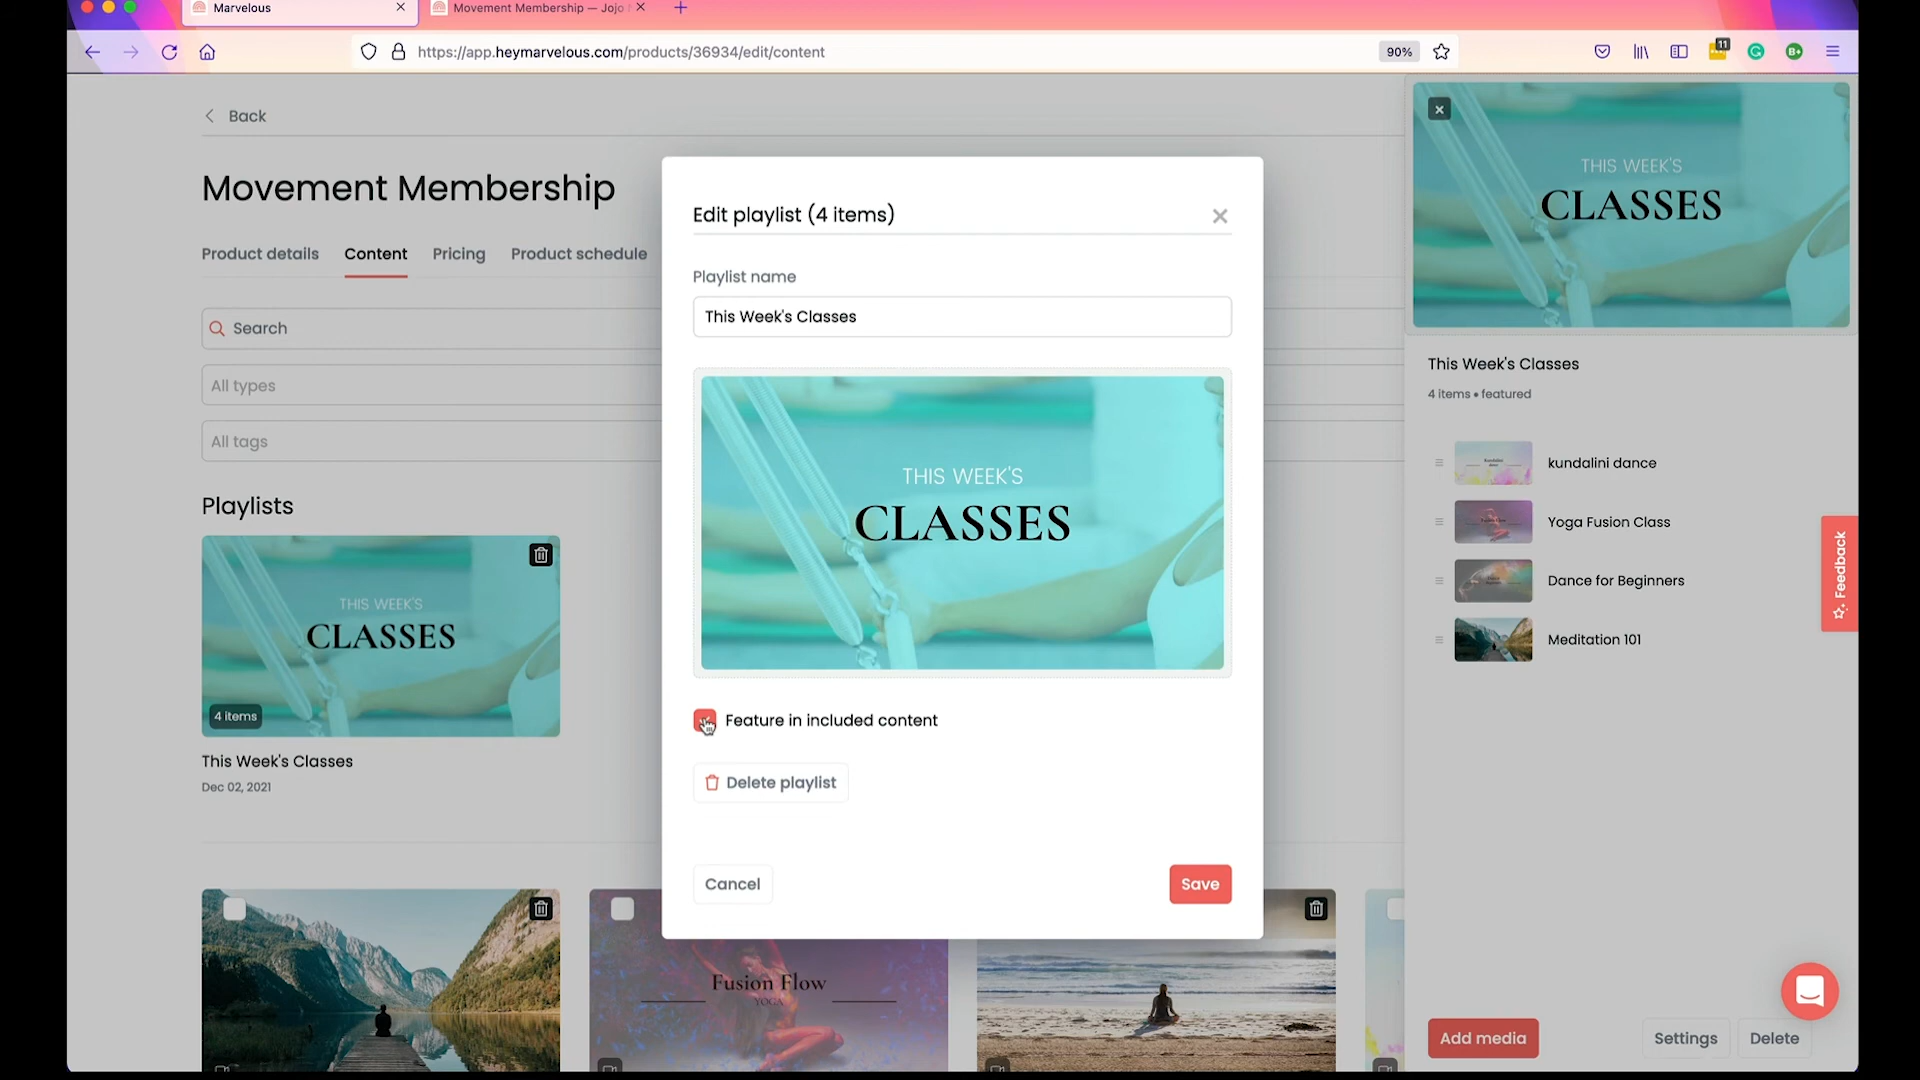 Marvelous
Movement Membership — Jojo
https://app.heymarvelous.com/products/36934/edit/content
90%
11
B+
Back
Movement Membership
Product details
Content
Pricing
Product schedule
Search
All types
All tags
Playlists
THIS WEEK'S
CLASSES
4 items
This Week's Classes
Dec 02, 2021
Fusion Flow
YOGA
Edit playlist (4 items)
Playlist name
This Week's Classes
THIS WEEK'S
CLASSES
Feature in included content
Delete playlist
Cancel
Save
THIS WEEK'S
CLASSES
This Week's Classes
4 items • featured
kundalini dance
Yoga Fusion Class
Dance for Beginners
Meditation 101
Feedback
Add media
Settings
Delete